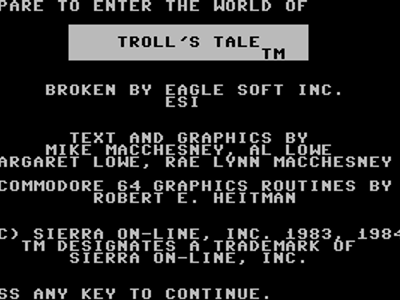 PARE TO ENTER THE WORLD OF
TROLL'S TALE TM
BROKEN BY EAGLE SOFT INC.
ESI
TEXT AND GRAPHICS BY
MIKE MACCHESNEY, AL LOWE
ARGARET LOWE, RAE LYNN MACCHESNEY
COMMODORE 64 GRAPHICS ROUTINES BY
ROBERT E. HEITMAN
C) SIERRA ON-LINE, INC. 1983, 1984
TM DESIGNATES A TRADEMARK OF
SIERRA ON-LINE, INC.
SS ANY KEY TO CONTINUE.